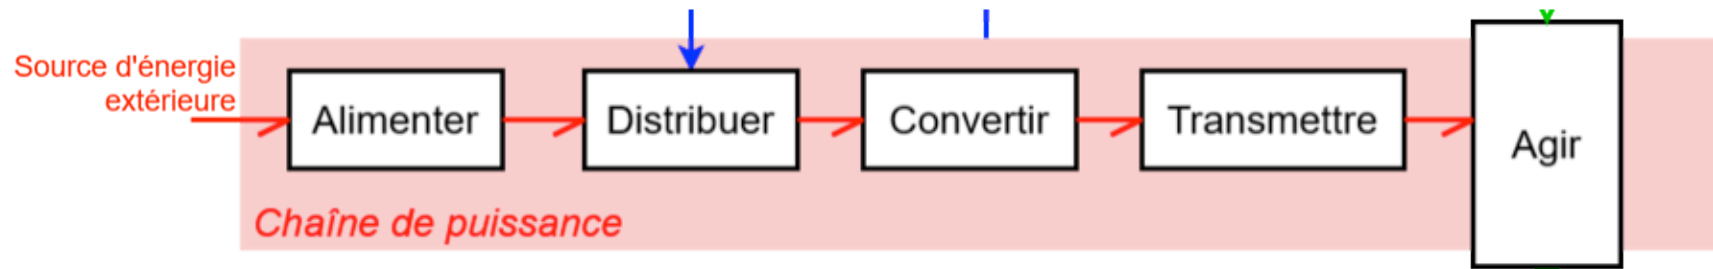 Source d'énergie
extérieure
Alimenter
Distribuer
Convertir
Transmettre
Agir
Chaîne de puissance